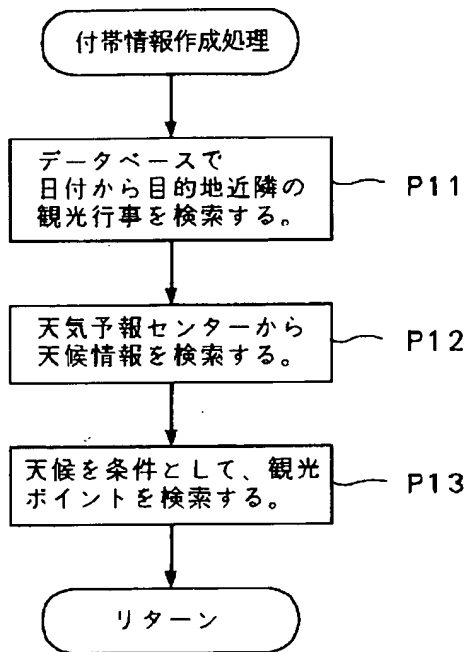 付帯情報作成処理
データベースで
日付から目的地近隣の
観光行事を検索する。
P11
天気予報センターから
天候情報を検索する。
P12
天候を条件として、観光
ポイントを検索する。
P13
リターン